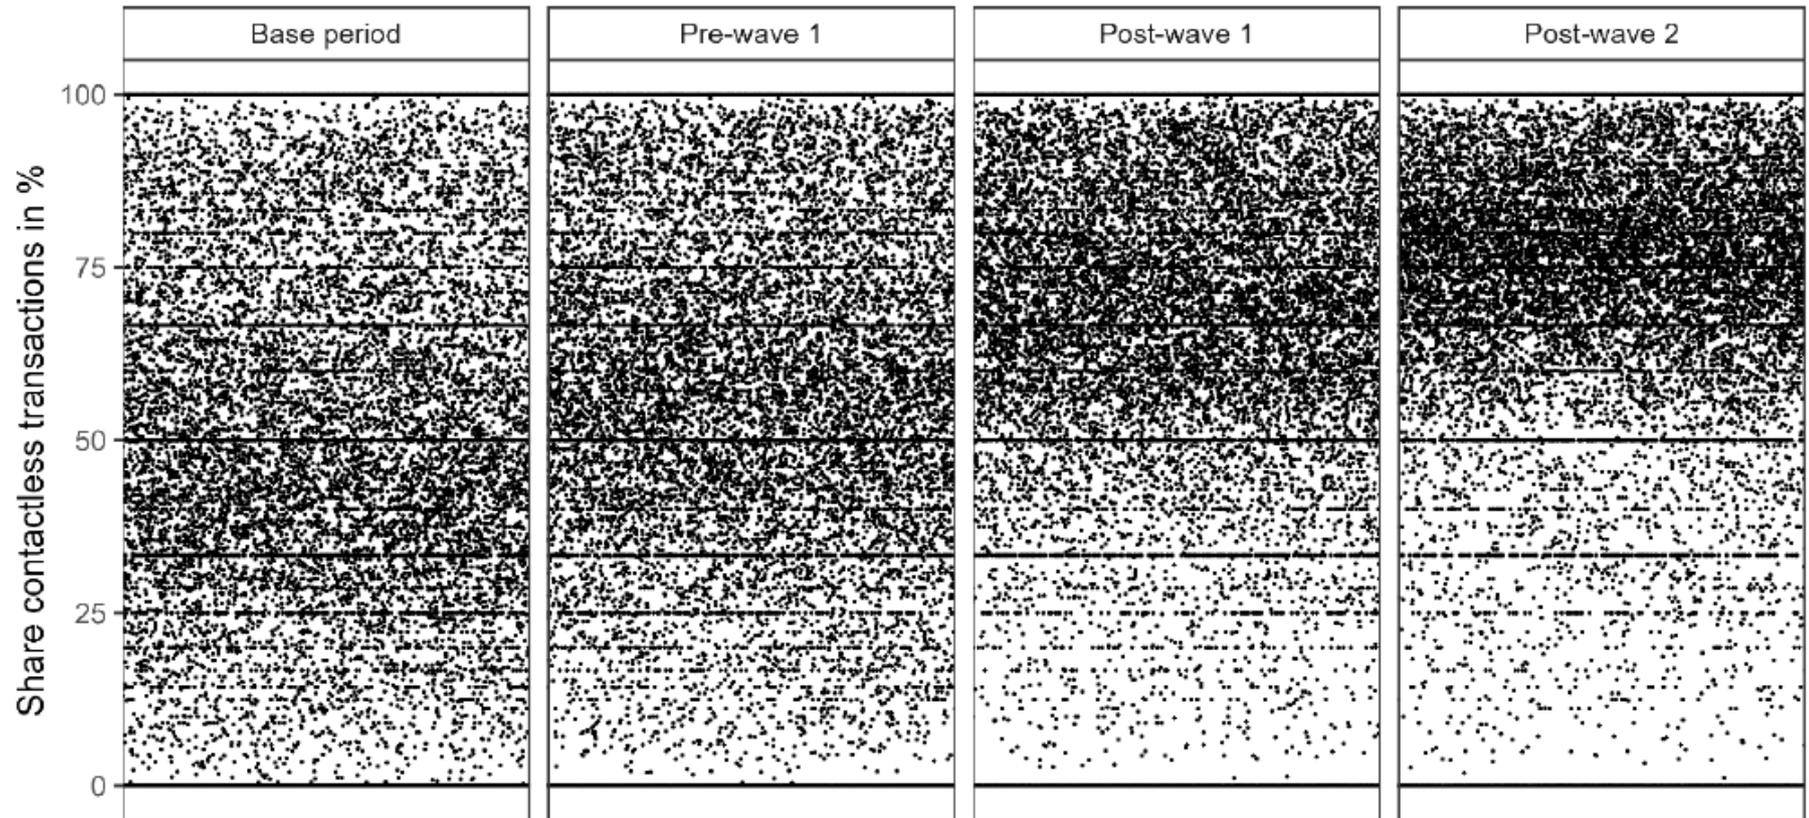 Base period
Pre-wave 1
Post-wave 1
Post-wave 2
Share contactless transactions in %
100
75
50
25
0